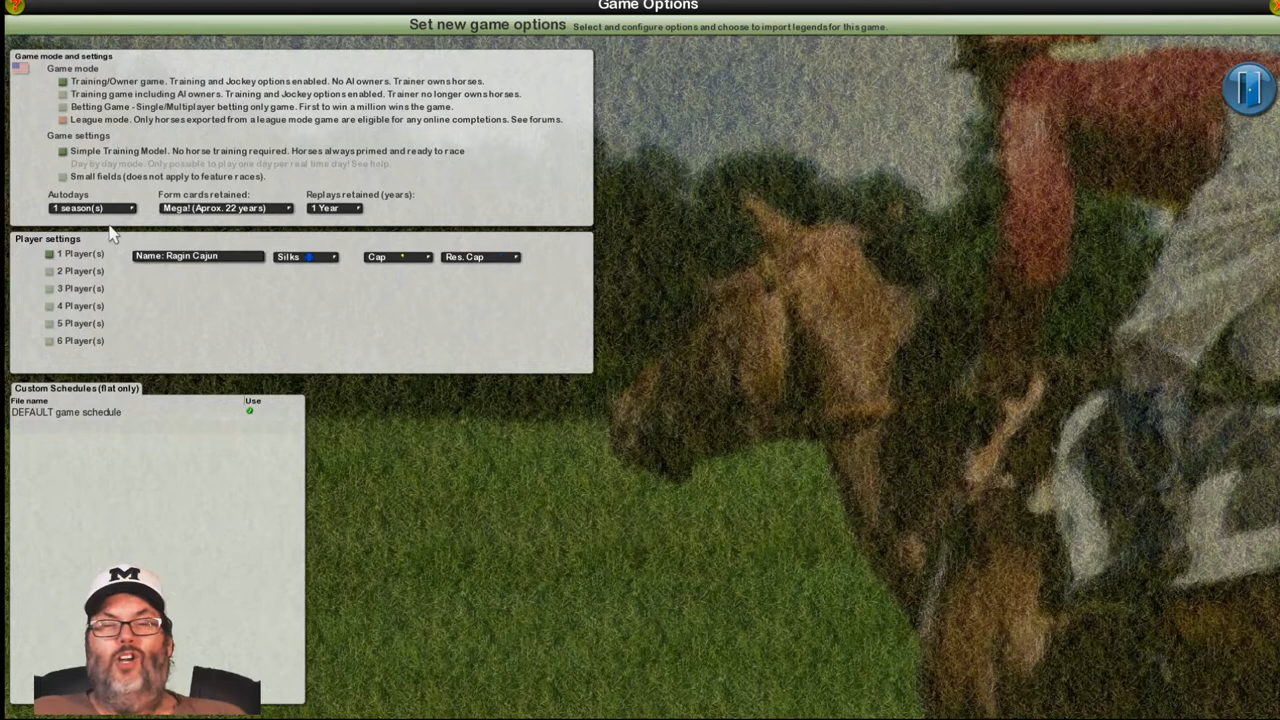 Game Options
Set new game options Select and configure options and choose to import legends for this game.
Game mode and settings
Game mode
Training/Owner game. Training and Jockey options enabled. No AI owners. Trainer owns horses.
Training game including AI owners. Training and Jockey options enabled. Trainer no longer owns horses.
Betting Game - Single/Multiplayer betting only game. First to win a million wins the game.
League mode. Only horses exported from a league mode game are eligible for any online competions. See forums.
Game settings
Simple Training Model. No horse training required. Horses always primed and ready to race
Day by day mode. Only possible to play one day per real time day! See help.
Small fields (does not apply to feature races).
Autodays Form cards retained: Replays retained (years):
1 season(s) Mega! (Aprox. 22 years) 1 Year
Player settings
1 Player(s) Name: Ragin Cajun Silks Cap Res. Cap
2 Player(s)
3 Player(s)
4 Player(s)
5 Player(s)
6 Player(s)
Custom Schedules (flat only)
File name Use
DEFAULT game schedule
M